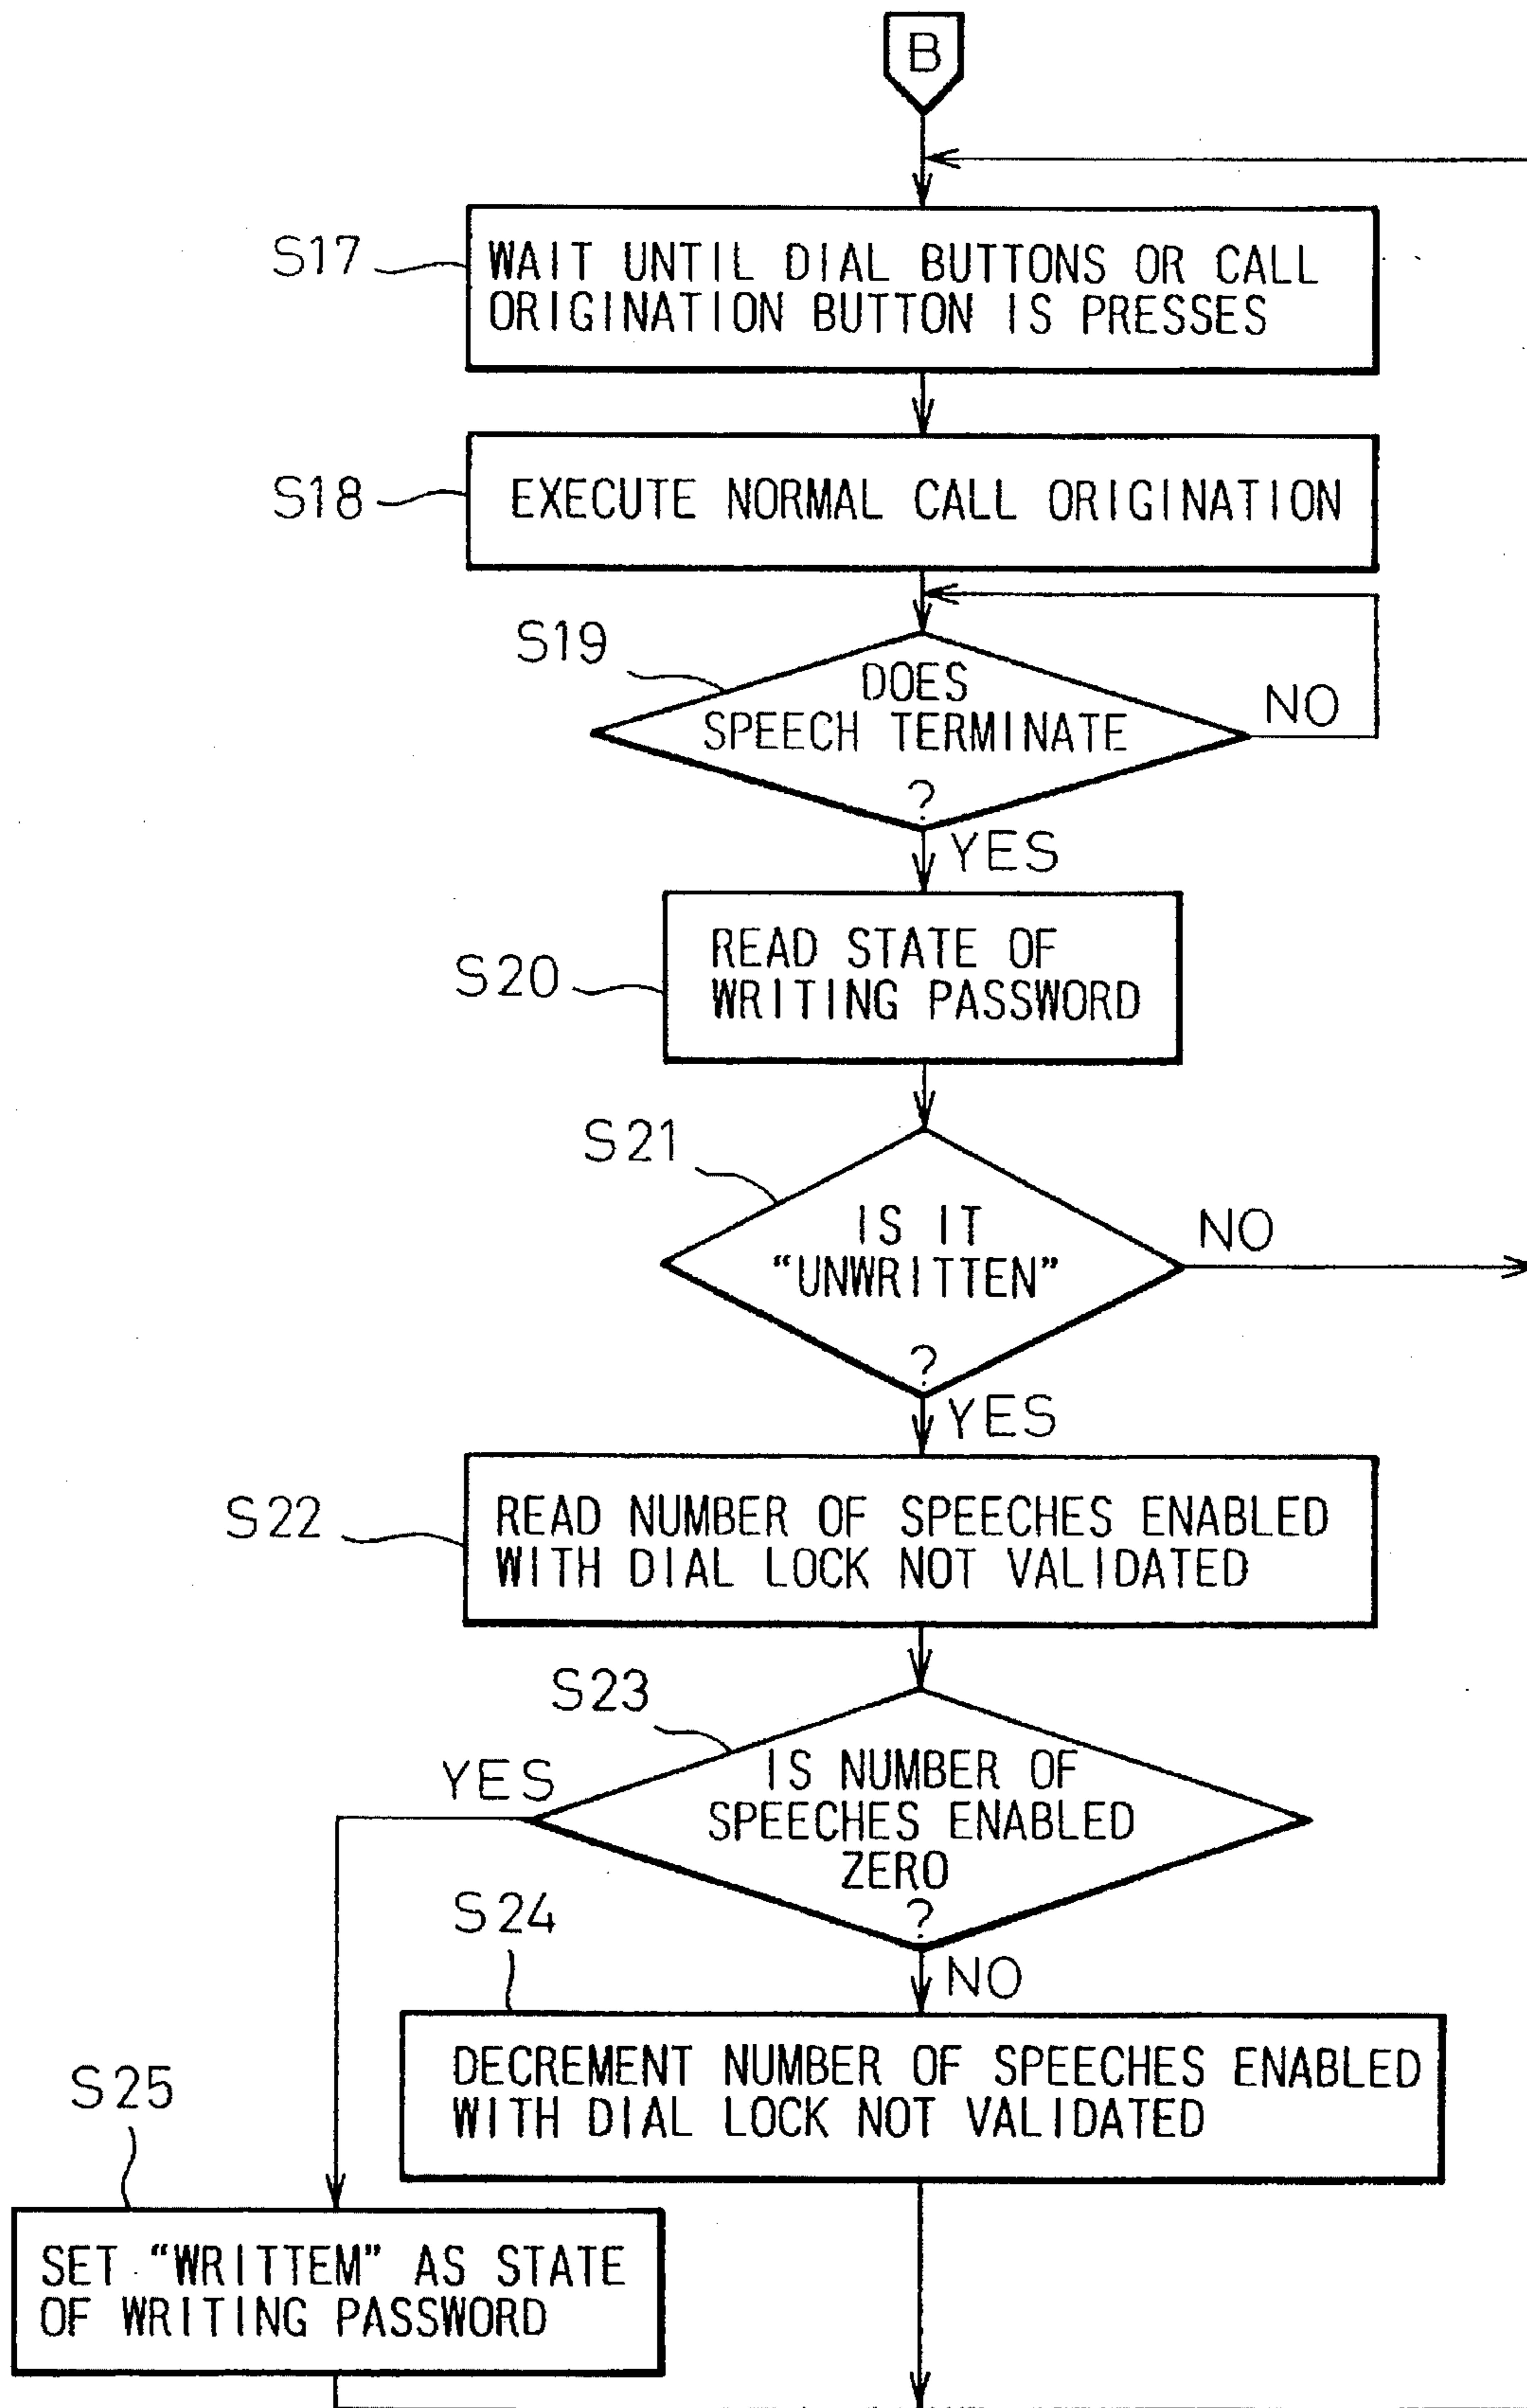 B
S17
WAIT UNTIL DIAL BUTTONS OR CALL
ORIGINATION BUTTON IS PRESSES
S18
EXECUTE NORMAL CALL ORIGINATION
S19
DOES
SPEECH TERMINATE
?
NO
YES
S20
READ STATE OF
WRITING PASSWORD
S21
IS IT
“UNWRITTEN”
?
NO
YES
S22
READ NUMBER OF SPEECHES ENABLED
WITH DIAL LOCK NOT VALIDATED
S23
YES
IS NUMBER OF
SPEECHES ENABLED
ZERO
?
NO
S24
DECREMENT NUMBER OF SPEECHES ENABLED
WITH DIAL LOCK NOT VALIDATED
S25
SET “WRITTEM” AS STATE
OF WRITING PASSWORD